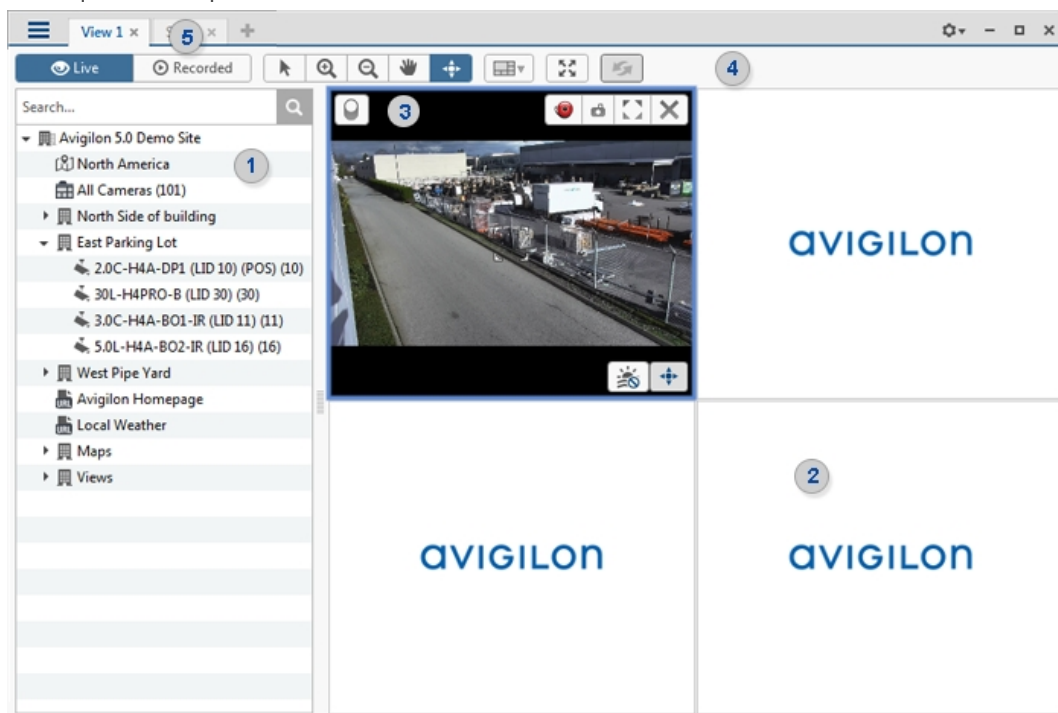 View 1
5
Live
Recorded
4
Search...
3
Avigilon 5.0 Demo Site
North America
1
All Cameras (101)
North Side of building
East Parking Lot
2.0C-H4A-DP1 (LID 10) (POS) (10)
30L-H4PRO-B (LID 30) (30)
3.0C-H4A-BO1-IR (LID 11) (11)
5.0L-H4A-BO2-IR (LID 16) (16)
West Pipe Yard
Avigilon Homepage
Local Weather
Maps
Views
AVIGILON
2
AVIGILON
AVIGILON